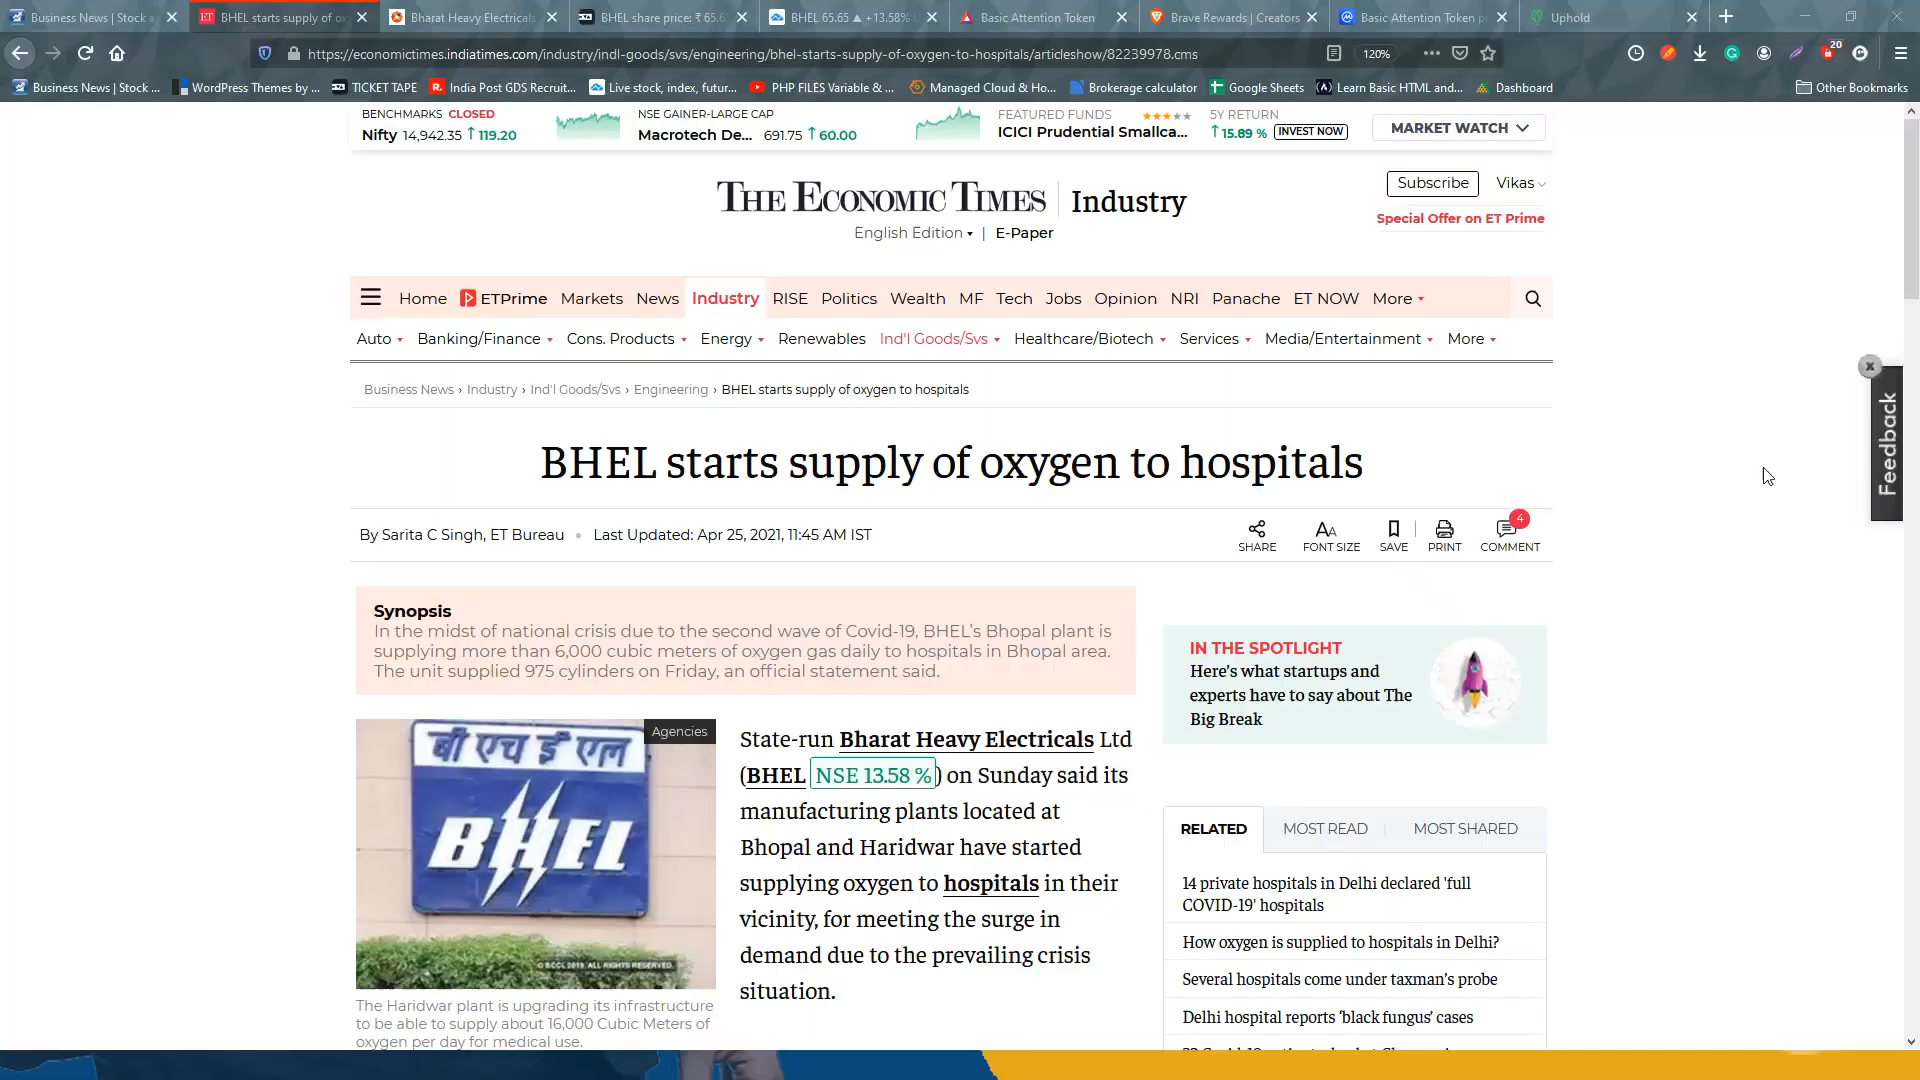 Business News | Stock a
BHEL starts supply of ox
Bharat Heavy Electricals
BHEL share price: ₹ 65.6
BHEL 65.65 ▲ +13.58%
Basic Attention Token
Brave Rewards | Creators
Basic Attention Token p
Uphold
https://economictimes.indiatimes.com/industry/indl-goods/svs/engineering/bhel-starts-supply-of-oxygen-to-hospitals/articleshow/82239978.cms
120%
20
Business News | Stock ...
WordPress Themes by ...
TICKET TAPE
India Post GDS Recruit...
Live stock, index, futur...
PHP FILES Variable & ...
Managed Cloud & Ho...
Brokerage calculator
Google Sheets
Learn Basic HTML and...
Dashboard
Other Bookmarks
BENCHMARKS CLOSED
Nifty 14,942.35 ↑119.20
NSE GAINER-LARGE CAP
Macrotech De... 691.75 ↑60.00
FEATURED FUNDS ★★★★★
ICICI Prudential Smallca...
5Y RETURN
↑15.89 % INVEST NOW
MARKET WATCH
THE ECONOMIC TIMES | Industry
English Edition ▾ | E-Paper
Subscribe Vikas
Special Offer on ET Prime
Home ETPrime Markets News Industry RISE Politics Wealth MF Tech Jobs Opinion NRI Panache ET NOW More
Auto Banking/Finance Cons. Products Energy Renewables Ind'l Goods/Svs Healthcare/Biotech Services Media/Entertainment More
Business News › Industry › Ind'l Goods/Svs › Engineering › BHEL starts supply of oxygen to hospitals
BHEL starts supply of oxygen to hospitals
By Sarita C Singh, ET Bureau • Last Updated: Apr 25, 2021, 11:45 AM IST
SHARE
FONT SIZE
SAVE
PRINT
4
COMMENT
Feedback
Synopsis
In the midst of national crisis due to the second wave of Covid-19, BHEL's Bhopal plant is
supplying more than 6,000 cubic meters of oxygen gas daily to hospitals in Bhopal area.
The unit supplied 975 cylinders on Friday, an official statement said.
Agencies
बी एच ई एल
BHEL
© BCCL 2019. ALL RIGHTS RESERVED.
The Haridwar plant is upgrading its infrastructure
to be able to supply about 16,000 Cubic Meters of
oxygen per day for medical use.
State-run Bharat Heavy Electricals Ltd
(BHEL NSE 13.58 %) on Sunday said its
manufacturing plants located at
Bhopal and Haridwar have started
supplying oxygen to hospitals in their
vicinity, for meeting the surge in
demand due to the prevailing crisis
situation.
IN THE SPOTLIGHT
Here's what startups and
experts have to say about The
Big Break
RELATED
MOST READ
MOST SHARED
14 private hospitals in Delhi declared 'full
COVID-19' hospitals
How oxygen is supplied to hospitals in Delhi?
Several hospitals come under taxman's probe
Delhi hospital reports 'black fungus' cases